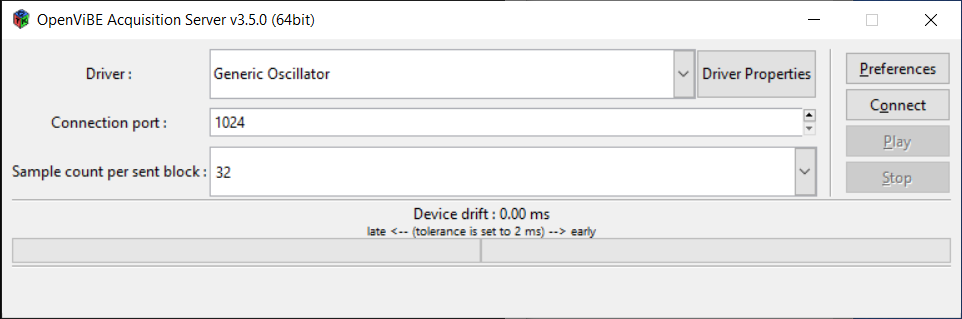 OpenViBE Acquisition Server v3.5.0 (64bit)
Driver : Generic Oscillator Driver Properties Preferences
Connection port : 1024 Connect
Play
Sample count per sent block : 32 Stop
Device drift : 0.00 ms
late <-- (tolerance is set to 2 ms) --> early